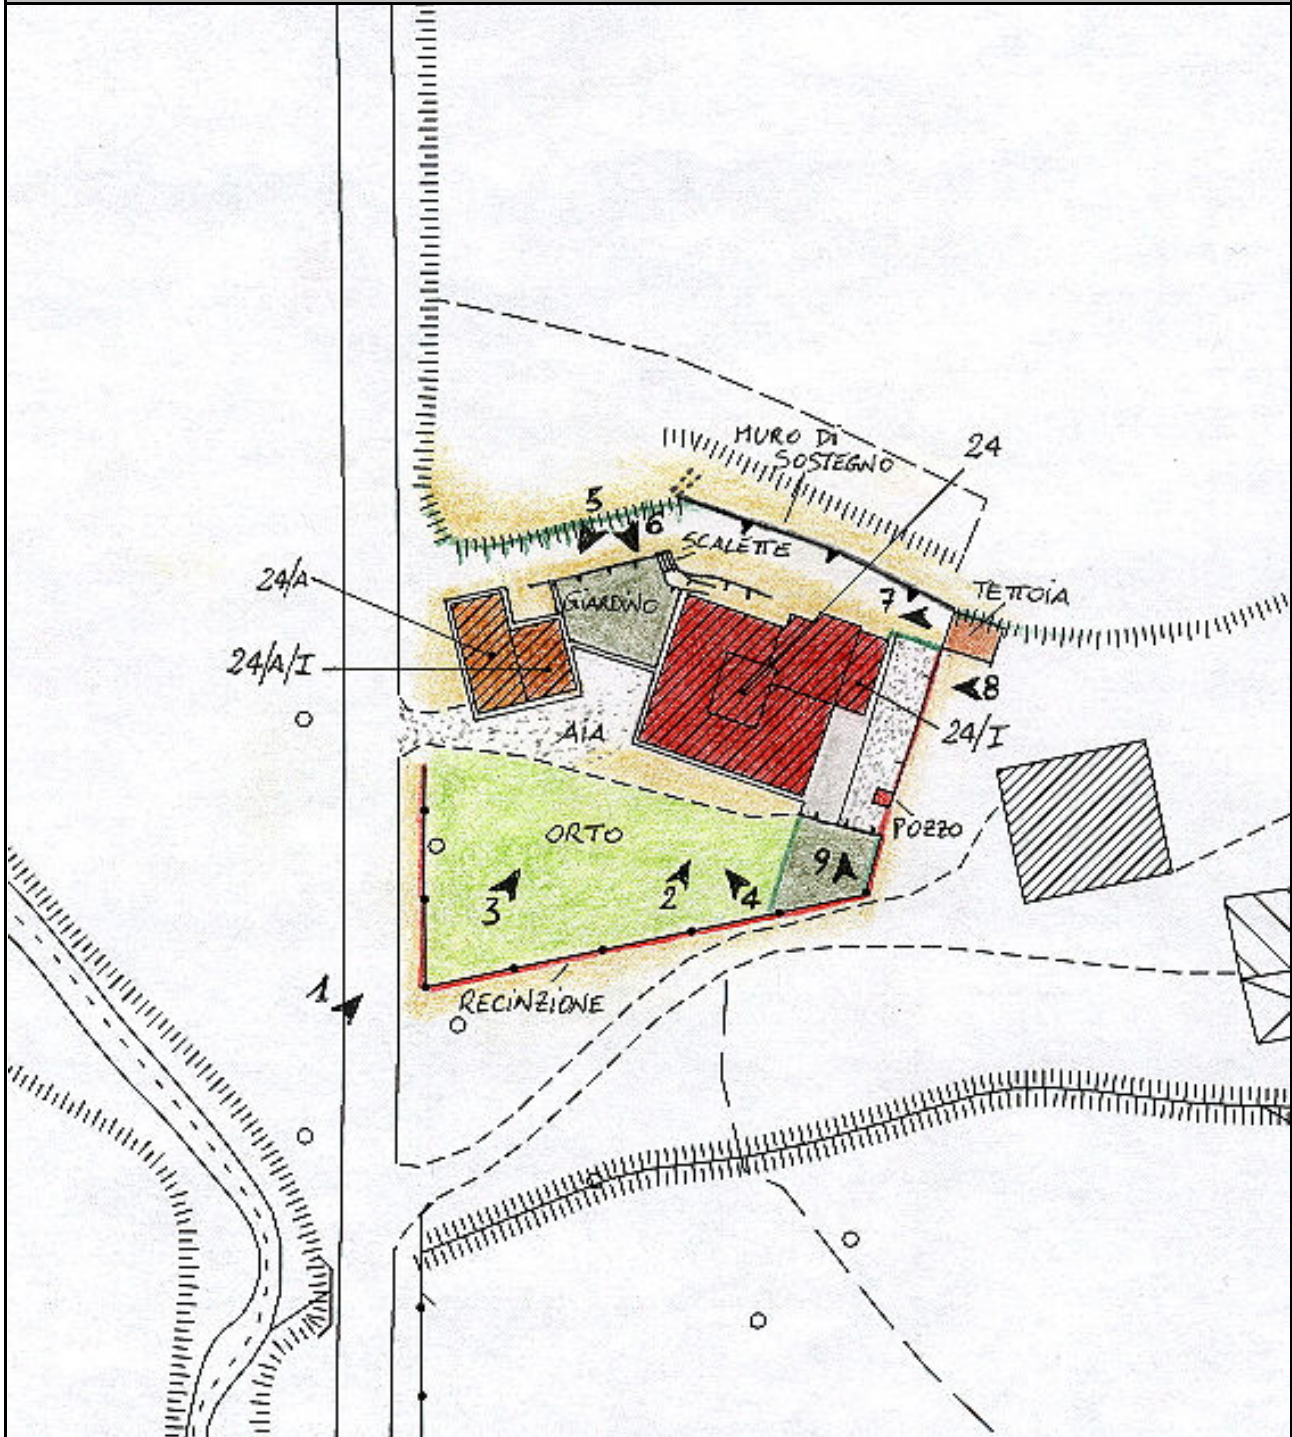 MURO DI
SOSTEGNO
24
5
6
SCALETTE
24/A
GIARDINO
7
TETTOIA
24/A/I
8
AIA
24/I
ORTO
POZZO
9
3
2
4
1
RECINZIONE